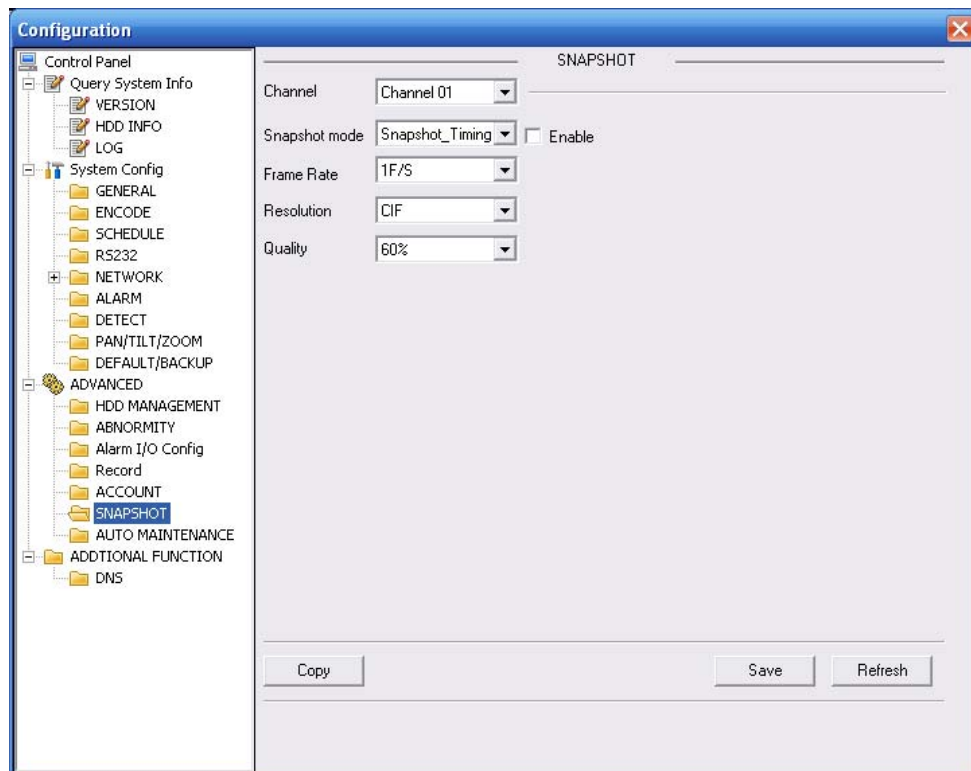 Configuration
Control Panel
Query System Info
VERSION
HDD INFO
LOG
System Config
GENERAL
ENCODE
SCHEDULE
RS232
NETWORK
ALARM
DETECT
PAN/TILT/ZOOM
DEFAULT/BACKUP
ADVANCED
HDD MANAGEMENT
ABNORMITY
Alarm I/O Config
Record
ACCOUNT
SNAPSHOT
AUTO MAINTENANCE
ADDTIONAL FUNCTION
DNS
SNAPSHOT
Channel Channel 01
Snapshot mode Snapshot_Timing Enable
Frame Rate 1F/S
Resolution CIF
Quality 60%
Copy Save Refresh